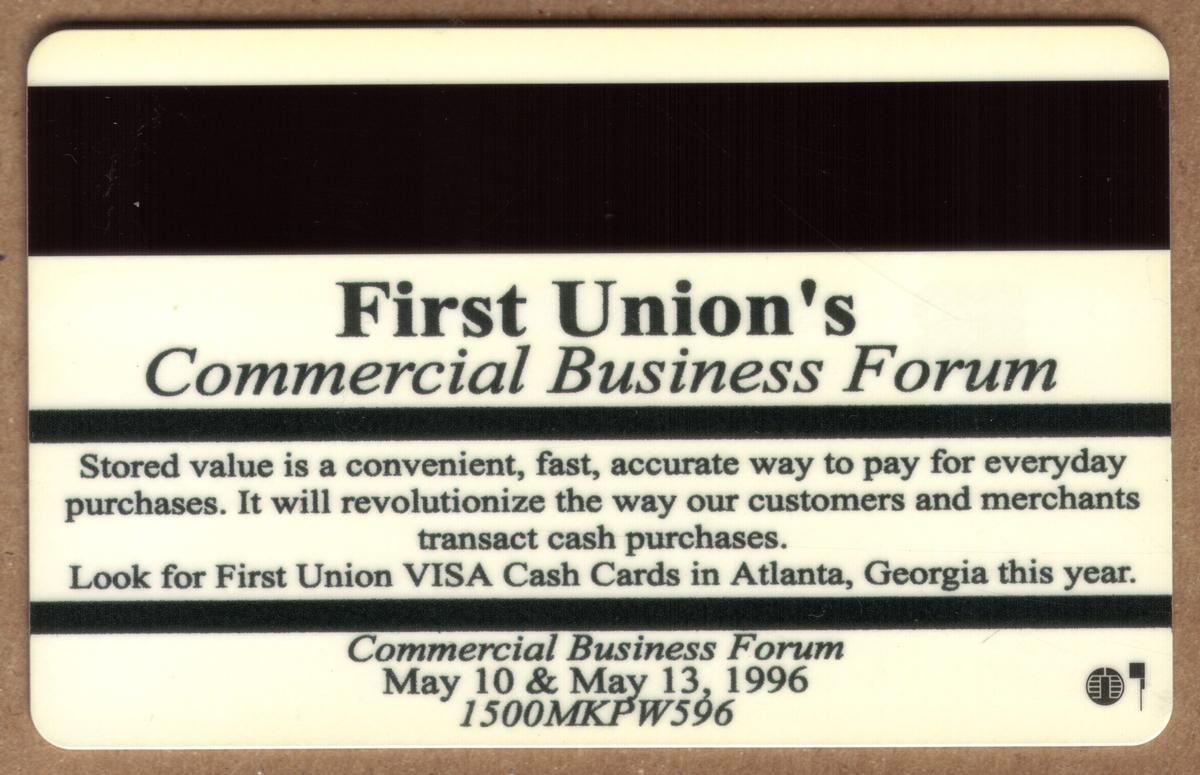 First Union's
Commercial Business Forum
Stored value is a convenient, fast, accurate way to pay for everyday
purchases. It will revolutionize the way our customers and merchants
transact cash purchases.
Look for First Union VISA Cash Cards in Atlanta, Georgia this year.
Commercial Business Forum
May 10 & May 13, 1996
1500MKPW596